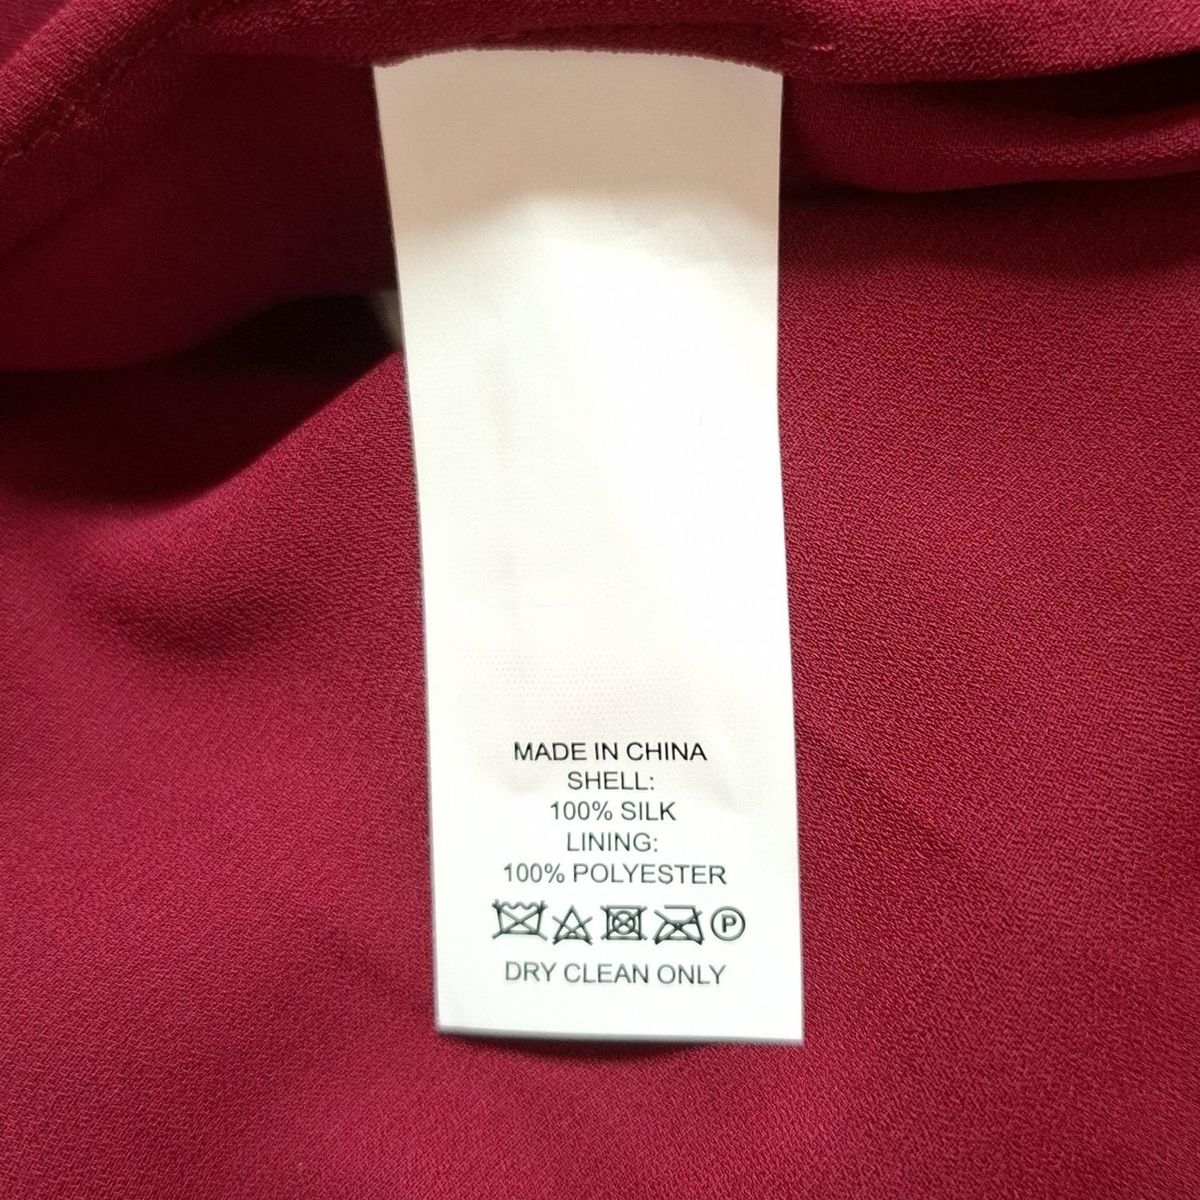 MADE IN CHINA
SHELL:
100% SILK
LINING:
100% POLYESTER
P
DRY CLEAN ONLY